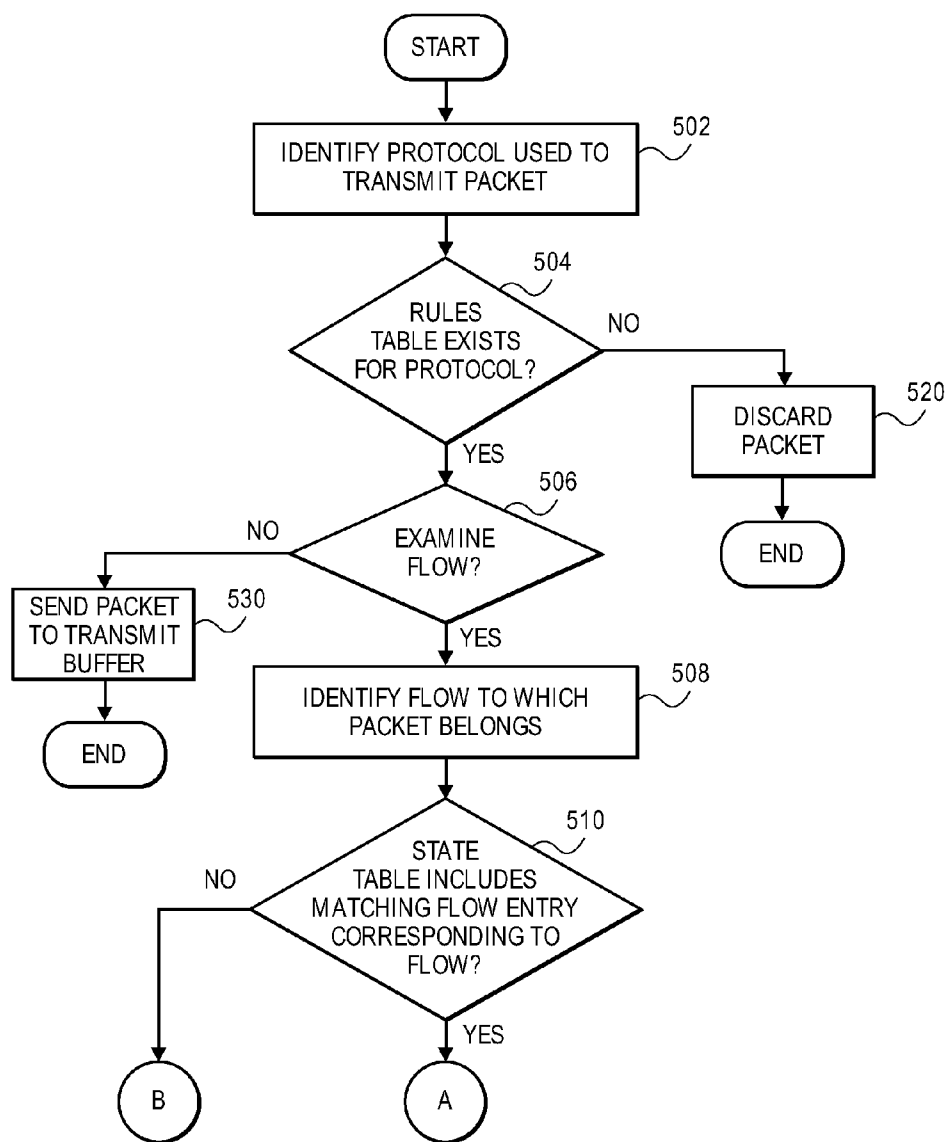 START
IDENTIFY PROTOCOL USED TO
TRANSMIT PACKET
502
504
RULES
TABLE EXISTS
FOR PROTOCOL?
NO
YES
DISCARD
PACKET
520
END
506
EXAMINE
FLOW?
NO
YES
SEND PACKET
TO TRANSMIT
BUFFER
530
END
IDENTIFY FLOW TO WHICH
PACKET BELONGS
508
510
STATE
TABLE INCLUDES
MATCHING FLOW ENTRY
CORRESPONDING TO
FLOW?
NO
YES
B
A